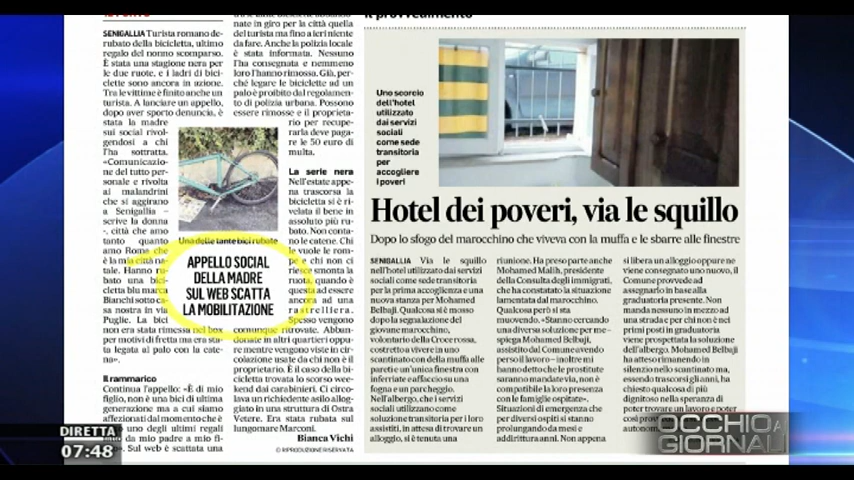 Il provvedimento
SENIGALLIA Turista romano de-
rubato della bicicletta, ultimo
regalo del nonno scomparso.
È stata una stagione nera per
le due ruote, e i ladri di bici-
clette sono ancora in azione.
Tra le vittime è finito anche un
turista. A lanciare un appello,
dopo aver sporto denuncia, è
stata la madre
sui social rivol-
gendosi a chi
l'ha sottratta.
«Comunicazio-
ne del tutto per-
sonale e rivolta
ai malandrini
che si aggirano
a Senigallia -
scrive la donna
-, città che amo
tanto quanto
amo Roma che
è la mia città na-
tale. Hanno ru-
bato una bici-
cletta blu marca
Bianchi sotto ca-
sa nostra in via
Puglie. La bici
non era stata rimessa nel box
per motivi di fretta ma era sta-
ta legata al palo con la cate-
na».
Il rammarico
Continua l'appello: «È di mio
figlio, non è una bici di ultima
generazione ma a cui siamo
affezionati dal momento che è
uno degli ultimi regali
da mio padre a mio fi-
». Sul web è scattata una
Una delle tante bici rubate
APPELLO SOCIAL
DELLA MADRE
SUL WEB SCATTA
LA MOBILITAZIONE
abbandonate
in giro per la città quella
del turista ma fino a ieri niente
da fare. Anche la polizia locale
è stata informata. Nessuno
l'ha consegnata e nemmeno
loro l'hanno rimossa. Già, per-
ché legare le biciclette ad un
palo è proibito dal regolamen-
to di polizia urbana. Possono
essere rimosse e il proprieta-
rio per recupe-
rarla deve paga-
re le 50 euro di
multa.
La serie nera
Nell'estate appe-
na trascorsa la
bicicletta si è ri-
velata il bene in
assoluto più ru-
bato. Non conta-
no le catene. Chi
le vuole le rom-
pe e chi non ci
riesce smonta la
ruota, quando è
questa ad essere
ancorata ad una
rastrelliera.
Spesso vengono
comunque ritrovate. Abban-
donate in altri quartieri oppu-
re mentre vengono viste in cir-
colazione usate da chi non è il
proprietario. È il caso della bi-
cicletta trovata lo scorso week-
end dai carabinieri. Ci circo-
lava un richiedente asilo allog-
giato in una struttura di Ostra
Vetere. Era stata rubata sul
lungomare Marconi.
Bianca Vichi
© RIPRODUZIONE RISERVATA
Uno scorcio
dell'hotel
utilizzato
dai servizi
sociali
come sede
transitoria
per
accogliere
i poveri
Hotel dei poveri, via le squillo
Dopo lo sfogo del marocchino che viveva con la muffa e le sbarre alle finestre
SENIGALLIA Via le squillo
nell'hotel utilizzato dai servizi
sociali come sede transitoria
per la prima accoglienza e una
nuova stanza per Mohamed
Belbaji. Qualcosa si è mosso
dopo la segnalazione del
giovane marocchino,
volontario della Croce rossa,
costretto a vivere in uno
scantinato con della muffa alle
pareti e un'unica finestra con
inferriate e affaccio su una
fogna e un parcheggio.
Nell'albergo, che i servizi
sociali utilizzano come
soluzione transitoria per i loro
assistiti, in attesa di trovare un
alloggio, si è tenuta una
riunione. Ha preso parte anche
Mohamed Malih, presidente
della Consulta degli immigrati,
che ha constatato la situazione
lamentata dal marocchino.
Qualcosa però si sta
muovendo. «Stanno cercando
una diversa soluzione per me –
spiega Mohamed Belbaji,
assistito dal Comune avendo
perso il lavoro – inoltre mi
hanno detto che le prostitute
saranno mandate via, non è
compatibile la loro presenza
con le famiglie ospitate».
Situazioni di emergenza che
per diversi ospiti si stanno
prolungando da mesi e
addirittura anni. Non appena
si libera un alloggio oppure ne
viene consegnato uno nuovo, il
Comune provvede ad
assegnarlo in base alla
graduatoria presente. Non
manda nessuno in mezzo ad
una strada e per chi non è nei
primi posti in graduatoria
viene prospettata la soluzione
dell'albergo. Mohamed Belbaji
ha atteso rimanendo in
silenzio nello scantinato ma,
essendo trascorsi gli anni, ha
chiesto qualcosa di più
dignitoso nella speranza di
poter trovare un lavoro e poter
così
autonom
DIRETTA
07:48
OCCHIO AI
GIORNALI